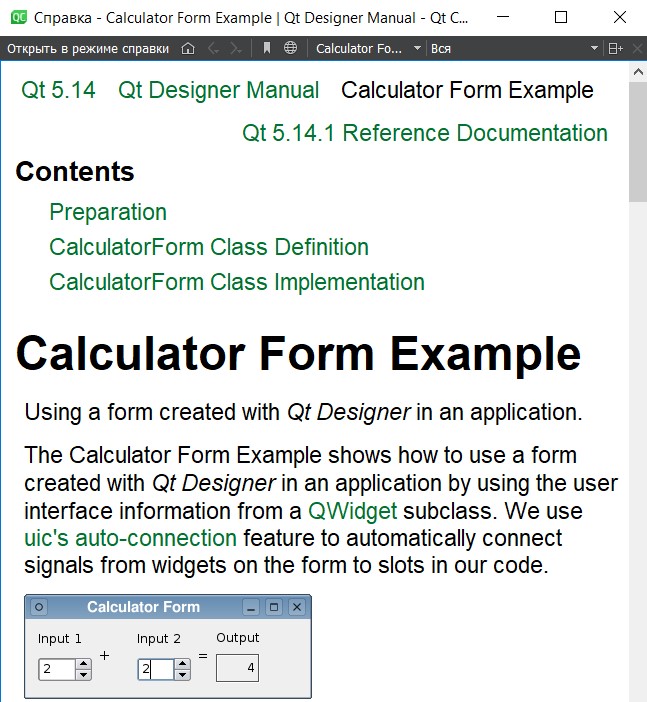 QC Справка - Calculator Form Example | Qt Designer Manual - Qt C...
Открыть в режиме справки Calculator Fo... Вся
Qt 5.14 Qt Designer Manual Calculator Form Example
Qt 5.14.1 Reference Documentation
Contents
Preparation
CalculatorForm Class Definition
CalculatorForm Class Implementation
Calculator Form Example
Using a form created with Qt Designer in an application.
The Calculator Form Example shows how to use a form
created with Qt Designer in an application by using the user
interface information from a QWidget subclass. We use
uic's auto-connection feature to automatically connect
signals from widgets on the form to slots in our code.
Calculator Form
Input 1 Input 2 Output
2 + 2 = 4